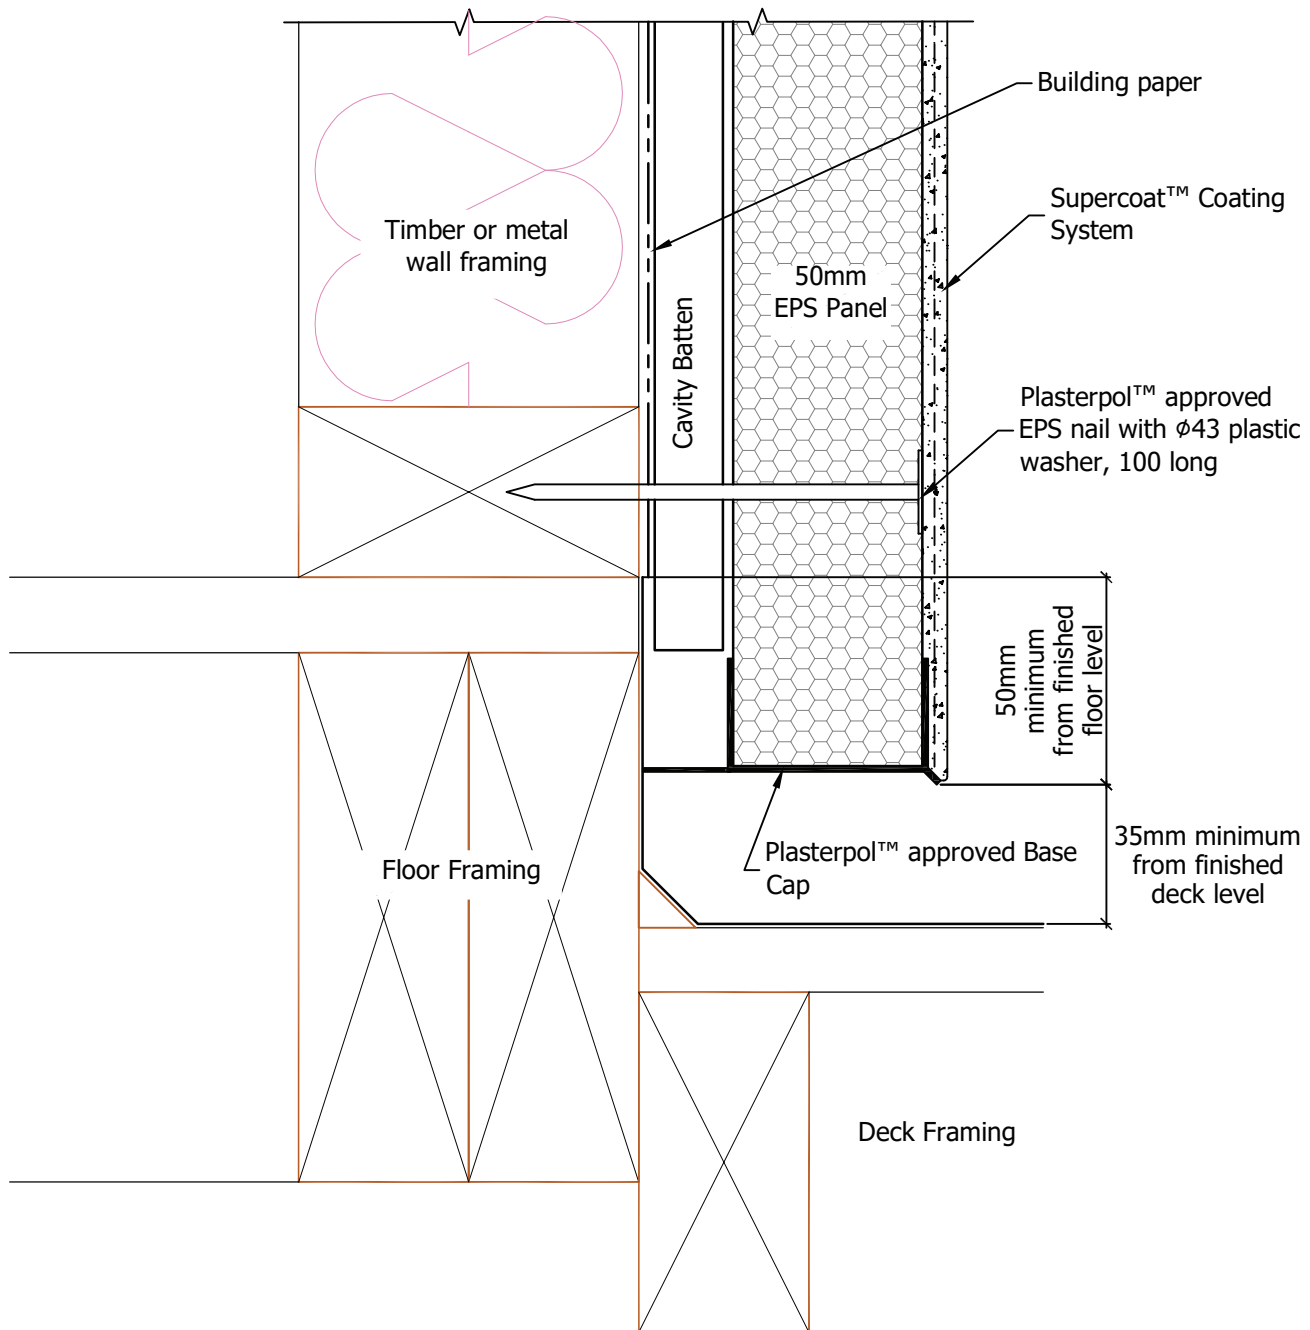 Building paper
Supercoat™ Coating
System
Timber or metal
wall framing
50mm
EPS Panel
Cavity Batten
Plasterpol™ approved
EPS nail with ⌀43 plastic
washer, 100 long
50mm
minimum
from finished
floor level
Plasterpol™ approved Base
Cap
35mm minimum
from finished
deck level
Floor Framing
Deck Framing